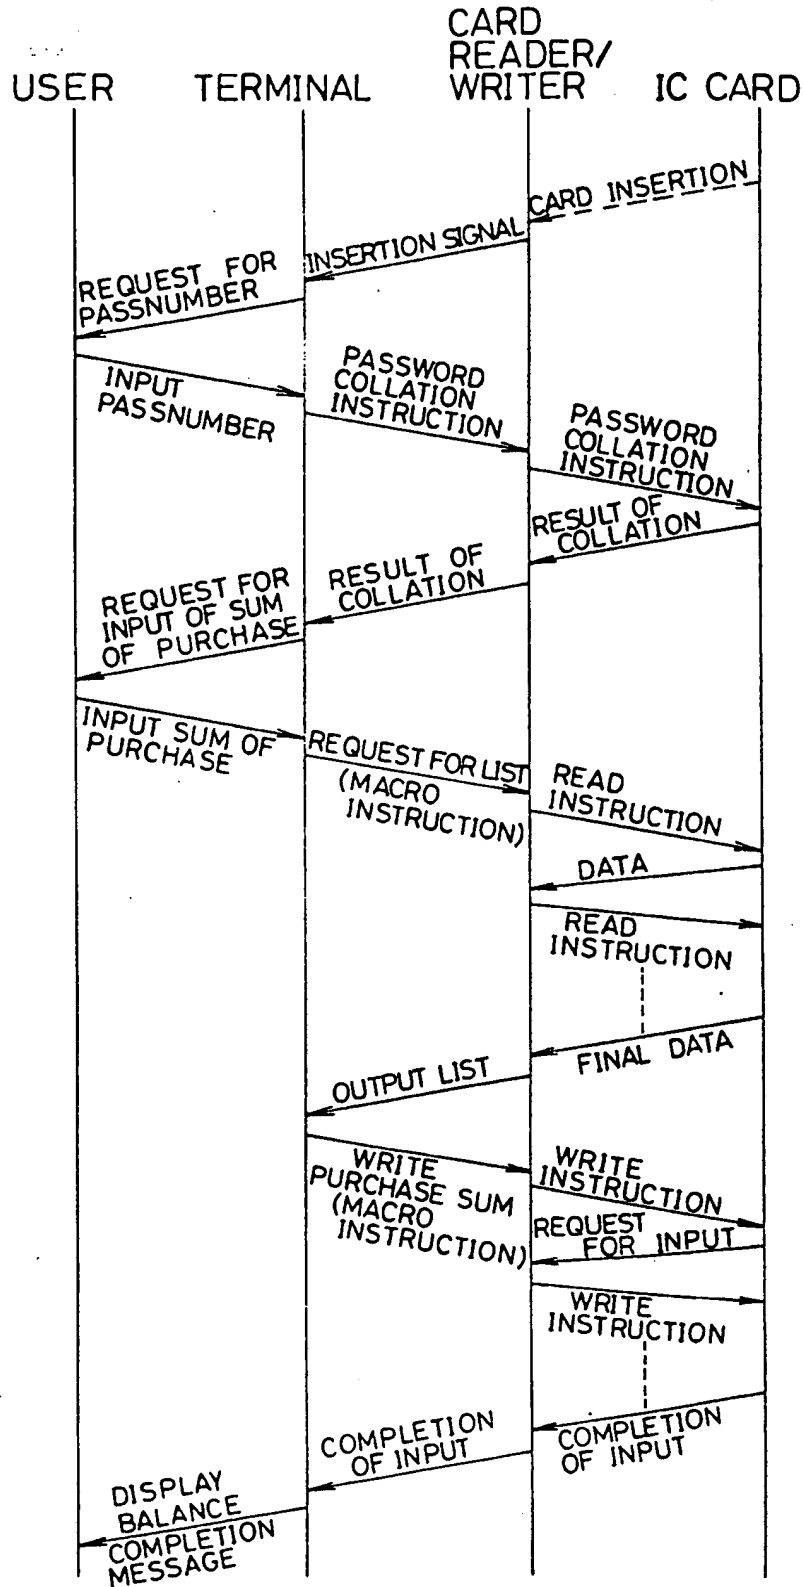 CARD
READER/
USER TERMINAL WRITER IC CARD
CARD INSERTION
INSERTION SIGNAL
REQUEST FOR
PASSNUMBER
INPUT
PASSNUMBER
PASSWORD
COLLATION
INSTRUCTION
PASSWORD
COLLATION
INSTRUCTION
RESULT OF
COLLATION
RESULT OF
COLLATION
REQUEST FOR
INPUT OF SUM
OF PURCHASE
INPUT SUM OF
PURCHASE
REQUEST FOR LIST
(MACRO
INSTRUCTION)
READ
INSTRUCTION
DATA
READ
INSTRUCTION
FINAL DATA
OUTPUT LIST
WRITE
PURCHASE SUM
(MACRO
INSTRUCTION)
WRITE
INSTRUCTION
REQUEST
FOR INPUT
WRITE
INSTRUCTION
COMPLETION
OF INPUT
COMPLETION
OF INPUT
DISPLAY
BALANCE
COMPLETION
MESSAGE